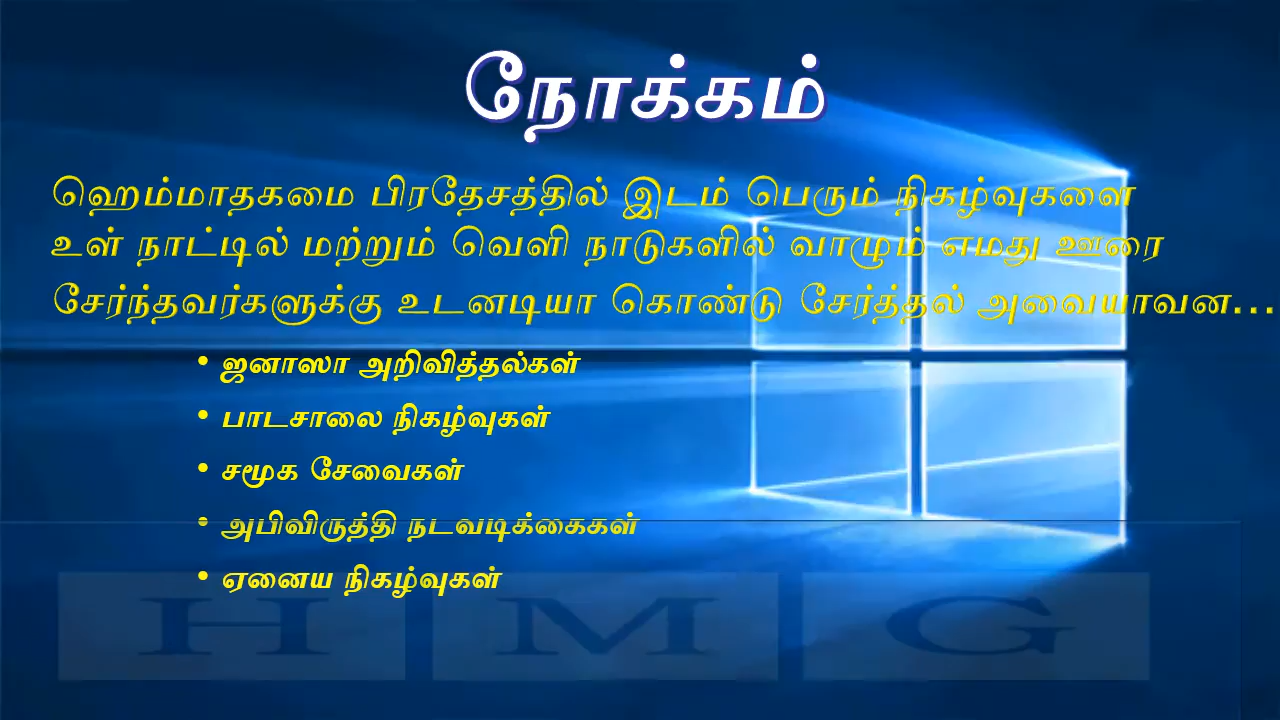 நோக்கம்
ஹெம்மாதகமை பிரதேசத்தில் இடம் பெரும் நிகழ்வுகளை
உள் நாட்டில் மற்றும் வெளி நாடுகளில் வாழும் எமது ஊரை
சேர்ந்தவர்களுக்கு உடனடியா கொண்டு சேர்த்தல் அவையாவன...
• ஜனாஸா அறிவித்தல்கள்
• பாடசாலை நிகழ்வுகள்
• சமூக சேவைகள்
• அபிவிருத்தி நடவடிக்கைகள்
• ஏனைய நிகழ்வுகள்
H M G